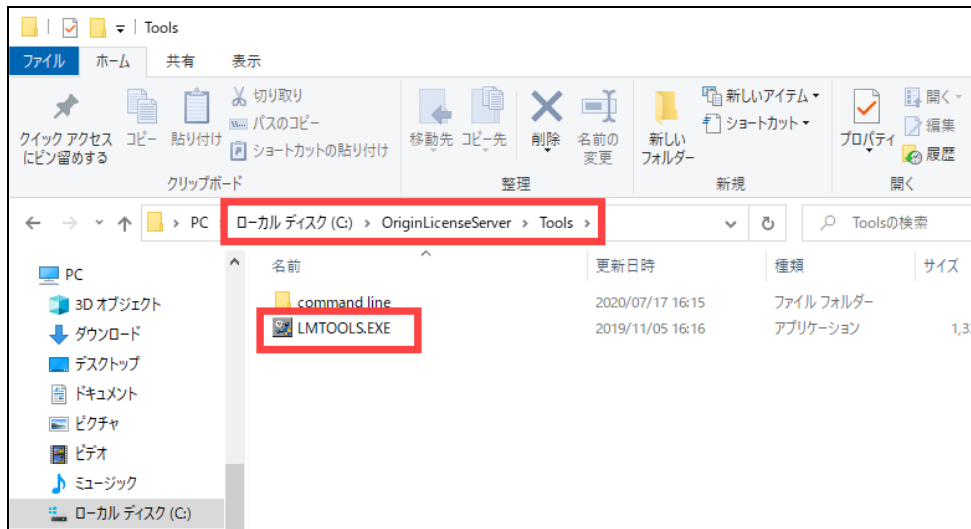 Tools
ファイル ホーム 共有 表示
クイック アクセスにピン留めする
コピー
貼り付け
切り取り
パスのコピー
ショートカットの貼り付け
クリップボード
移動先
コピー先
削除
名前の変更
整理
新しいフォルダー
新しいアイテム
ショートカット
新規
プロパティ
開く
編集
履歴
開く
PC ローカル ディスク (C:) OriginLicenseServer Tools
Toolsの検索
名前 更新日時 種類 サイズ
command line 2020/07/17 16:15 ファイル フォルダー
LMTOOLS.EXE 2019/11/05 16:16 アプリケーション
PC
3D オブジェクト
ダウンロード
デスクトップ
ドキュメント
ピクチャ
ビデオ
ミュージック
ローカル ディスク (C:)